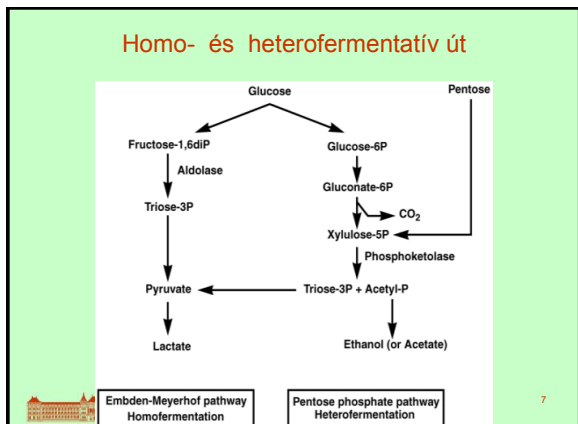 Homo- és heterofermentatív út
Glucose
Pentose
Fructose-1,6diP
Glucose-6P
Aldolase
Gluconate-6P
Triose-3P
CO₂
Xylulose-5P
Phosphoketolase
Pyruvate
Triose-3P + Acetyl-P
Lactate
Ethanol (or Acetate)
Embden-Meyerhof pathway
Homofermentation
Pentose phosphate pathway
Heterofermentation
7